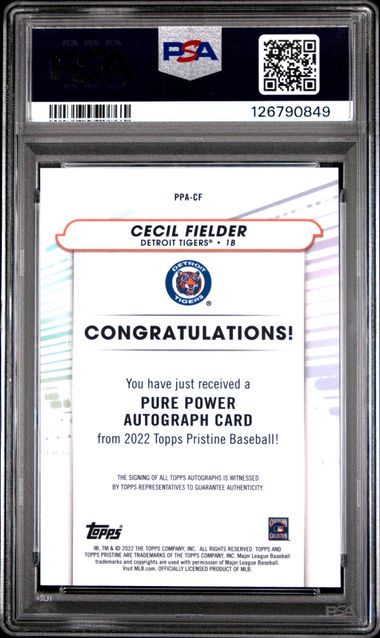 PSA
PSA
126790849
PPA-CF
CECIL FIELDER
DETROIT TIGERS® • 1B
DETROIT
TIGERS
®
CONGRATULATIONS!
You have just received a
PURE POWER
AUTOGRAPH CARD
from 2022 Topps Pristine Baseball!
THE SIGNING OF ALL TOPPS AUTOGRAPHS IS WITNESSED
BY TOPPS REPRESENTATIVES TO GUARANTEE AUTHENTICITY.
topps®
®, TM & © 2022 THE TOPPS COMPANY, INC. ALL RIGHTS RESERVED. TOPPS AND
TOPPS PRISTINE ARE TRADEMARKS OF THE TOPPS COMPANY, INC. Major League Baseball
trademarks and copyrights are used with permission of Major League Baseball.
Visit MLB.com. OFFICIALLY LICENSED PRODUCT OF MLB.
PSA